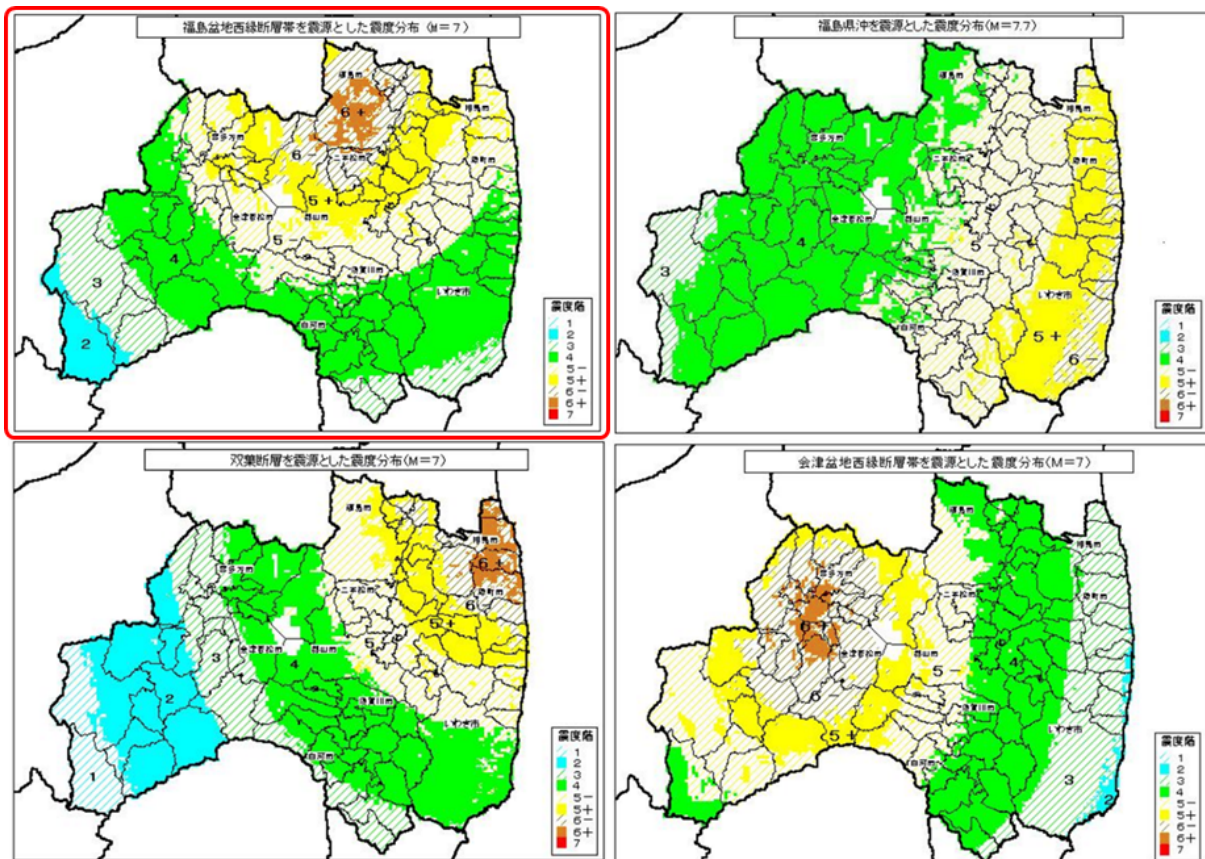 福島盆地西縁断層帯を震源とした震度分布 (M=7)
福島市
6+
相馬市
喜多方市
6-
二本松市
原町市
5+
会津若松市
郡山市
5-
4
須賀川市
3
いわき市
白河市
2
震度階
1
2
3
4
5-
5+
6-
6+
7
福島県沖を震源とした震度分布(M=7.7)
福島市
相馬市
喜多方市
二本松市
原町市
会津若松市
郡山市
4
5-
3
須賀川市
いわき市
白河市
5+
6-
震度階
1
2
3
4
5-
5+
6-
6+
7
双葉断層を震源とした震度分布(M=7)
福島市
相馬市
6+
喜多方市
二本松市
原町市
6-
5+
5-
会津若松市
郡山市
3
4
2
須賀川市
いわき市
白河市
1
震度階
1
2
3
4
5-
5+
6-
6+
7
会津盆地西縁断層帯を震源とした震度分布(M=7)
福島市
相馬市
喜多方市
二本松市
原町市
6+
会津若松市
郡山市
5-
4
6-
須賀川市
いわき市
5+
白河市
3
2
震度階
1
2
3
4
5-
5+
6-
6+
7